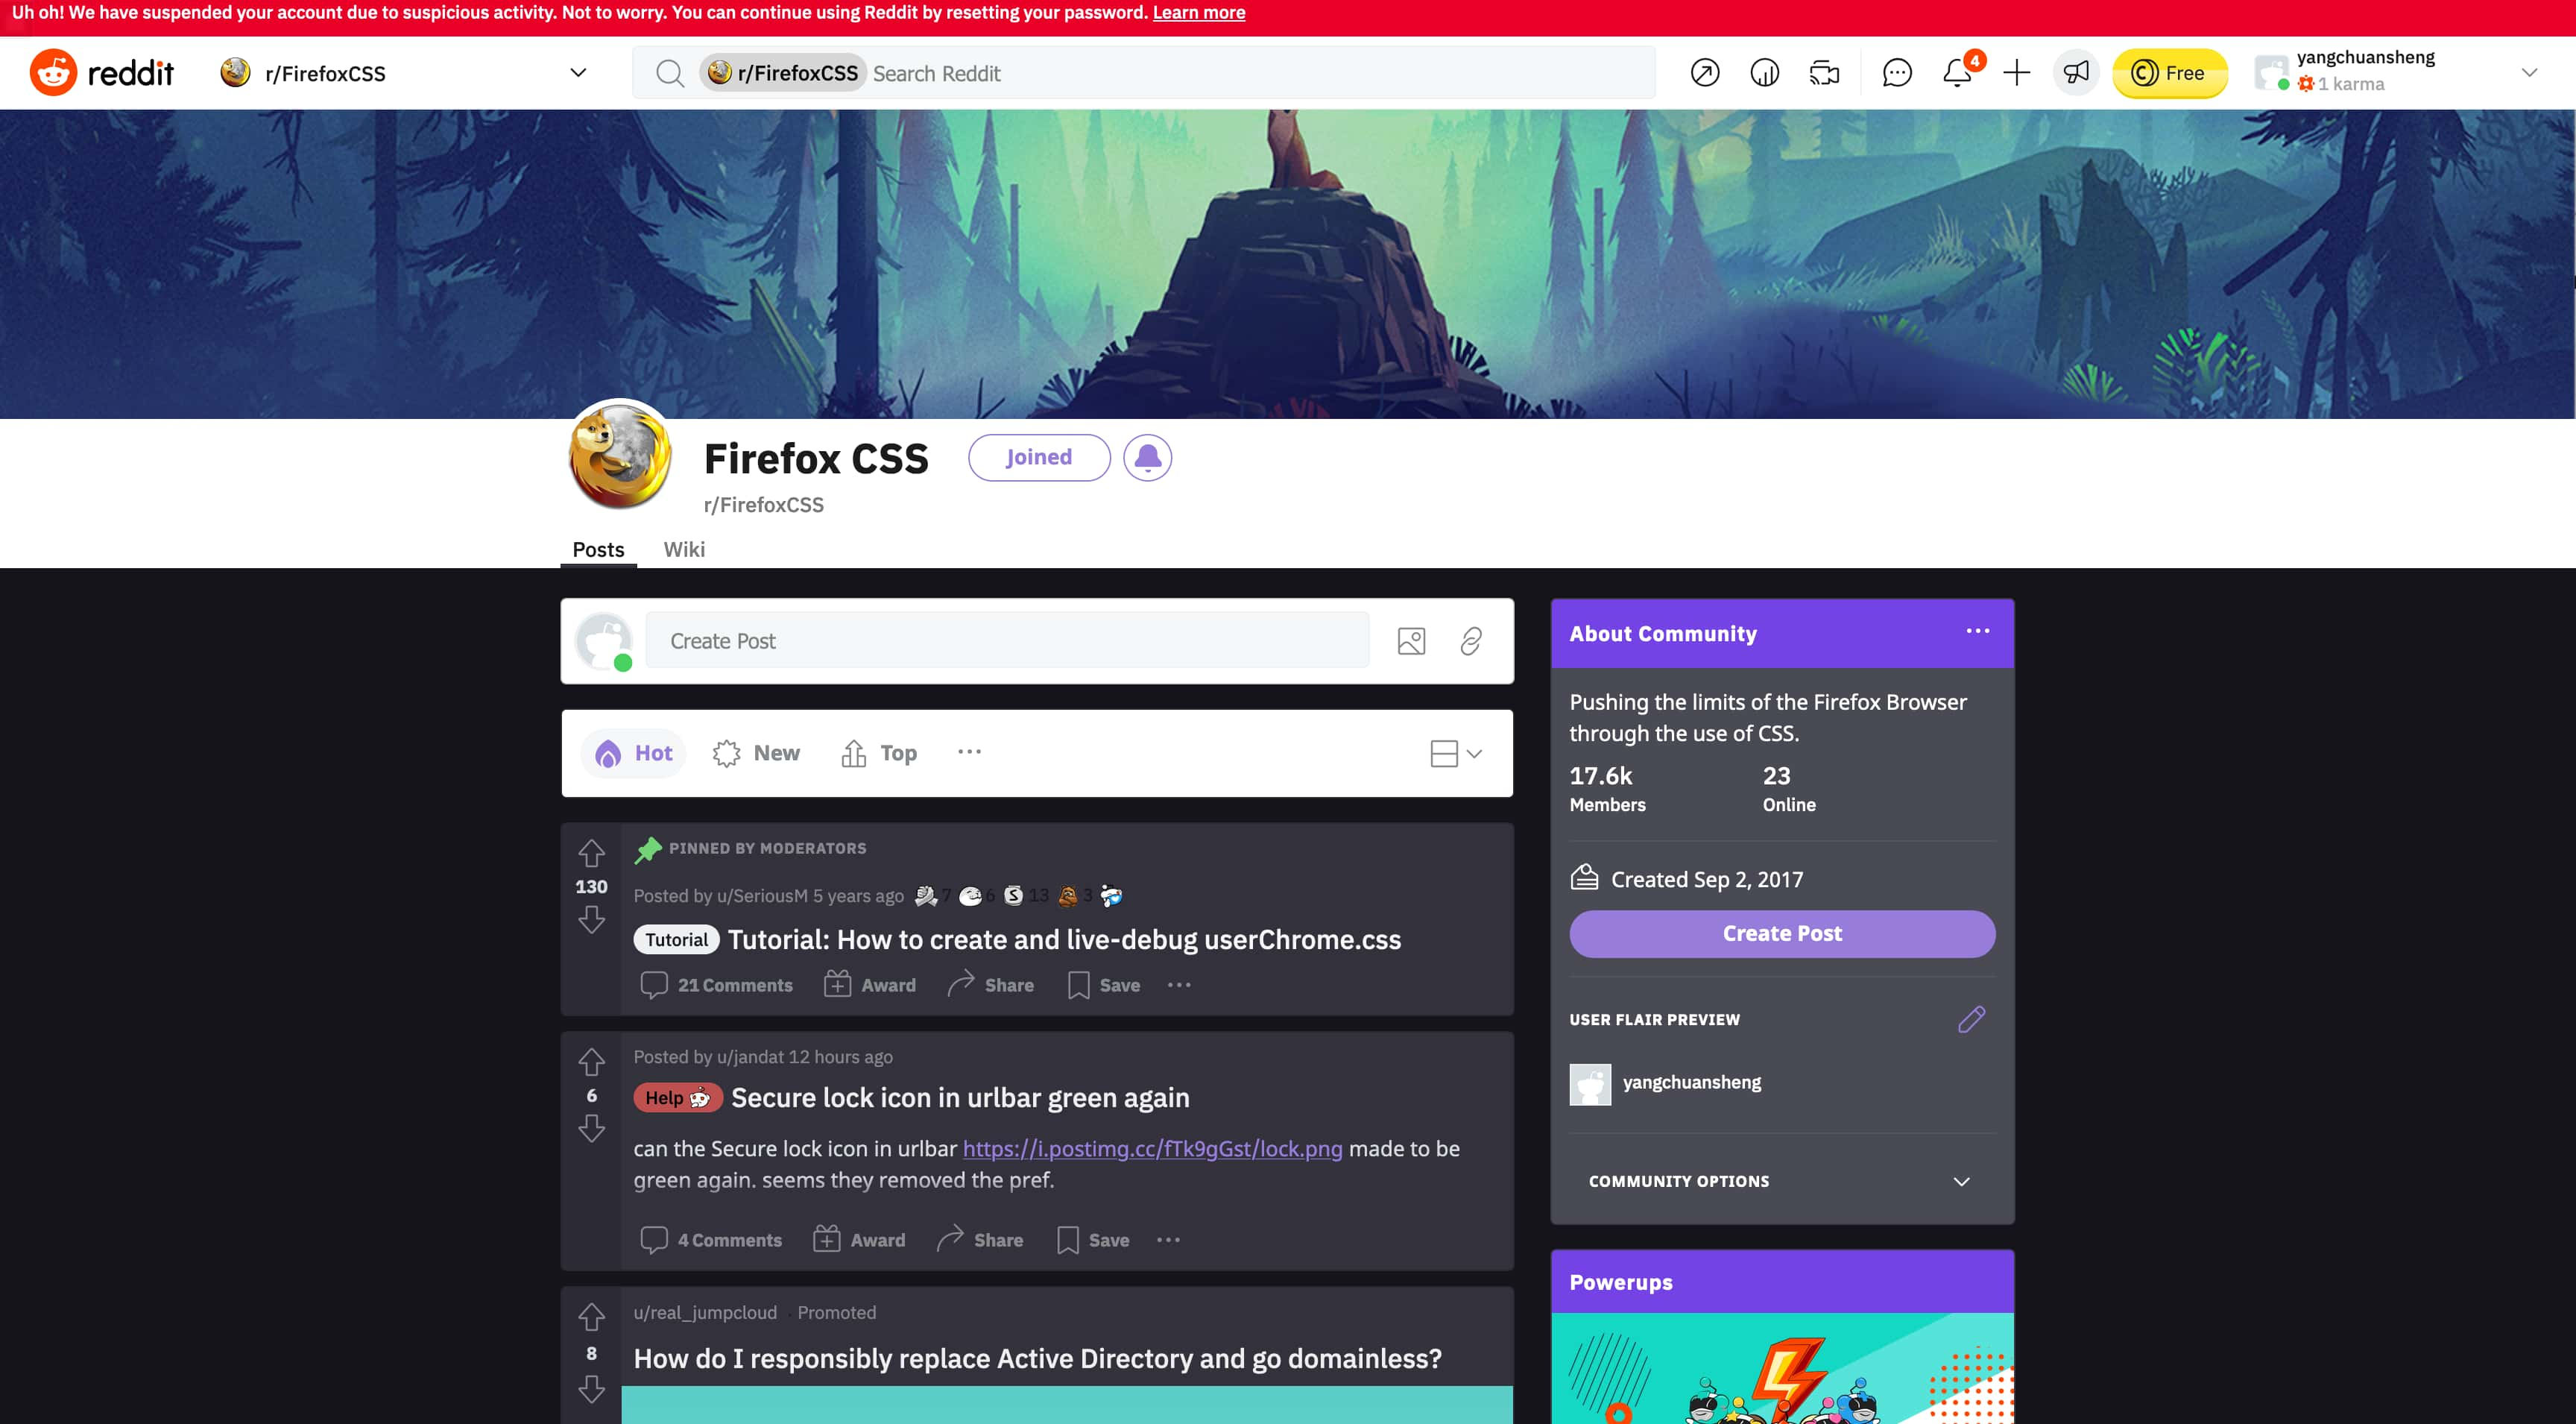 Uh oh! We have suspended your account due to suspicious activity. Not to worry. You can continue using Reddit by resetting your password. Learn more
reddit
r/FirefoxCSS
r/FirefoxCSS Search Reddit
4
Free
yangchuansheng
1 karma
Firefox CSS
Joined
r/FirefoxCSS
Posts
Wiki
Create Post
Hot
New
Top
130
PINNED BY MODERATORS
Posted by u/SeriousM 5 years ago 7 6 S 13 3
Tutorial Tutorial: How to create and live-debug userChrome.css
21 Comments Award Share Save
6
Posted by u/jandat 12 hours ago
Help Secure lock icon in urlbar green again
can the Secure lock icon in urlbar https://i.postimg.cc/fTk9gGst/lock.png made to be
green again. seems they removed the pref.
4 Comments Award Share Save
8
u/real_jumpcloud · Promoted
How do I responsibly replace Active Directory and go domainless?
About Community
Pushing the limits of the Firefox Browser
through the use of CSS.
17.6k 23
Members Online
Created Sep 2, 2017
Create Post
USER FLAIR PREVIEW
yangchuansheng
COMMUNITY OPTIONS
Powerups